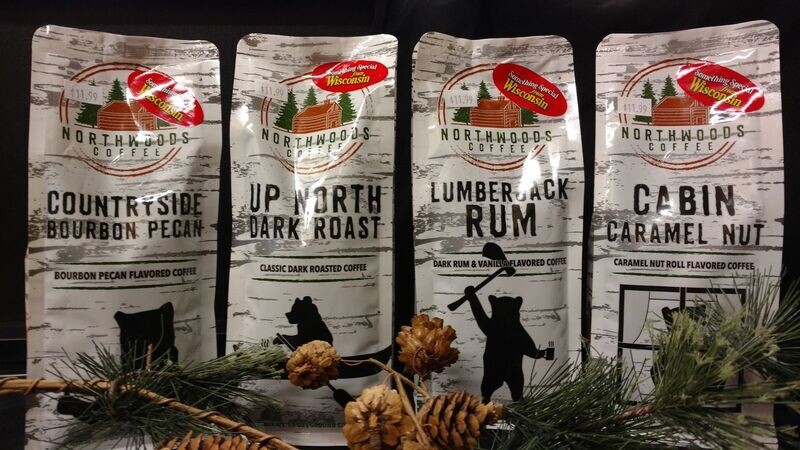 $11.99
Something Special
from
Wisconsin
NORTHWOODS
COFFEE
COUNTRYSIDE
BOURBON PECAN
BOURBON PECAN FLAVORED COFFEE
$11.99
Something Special
from
Wisconsin
NORTHWOODS
COFFEE
UP NORTH
DARK ROAST
CLASSIC DARK ROASTED COFFEE
$11.99
Something Special
from
Wisconsin
NORTHWOODS
COFFEE
LUMBERJACK
RUM
DARK RUM & VANILLA FLAVORED COFFEE
$11.99
Something Special
from
Wisconsin
NORTHWOODS
COFFEE
CABIN
CARAMEL NUT
CARAMEL NUT ROLL FLAVORED COFFEE